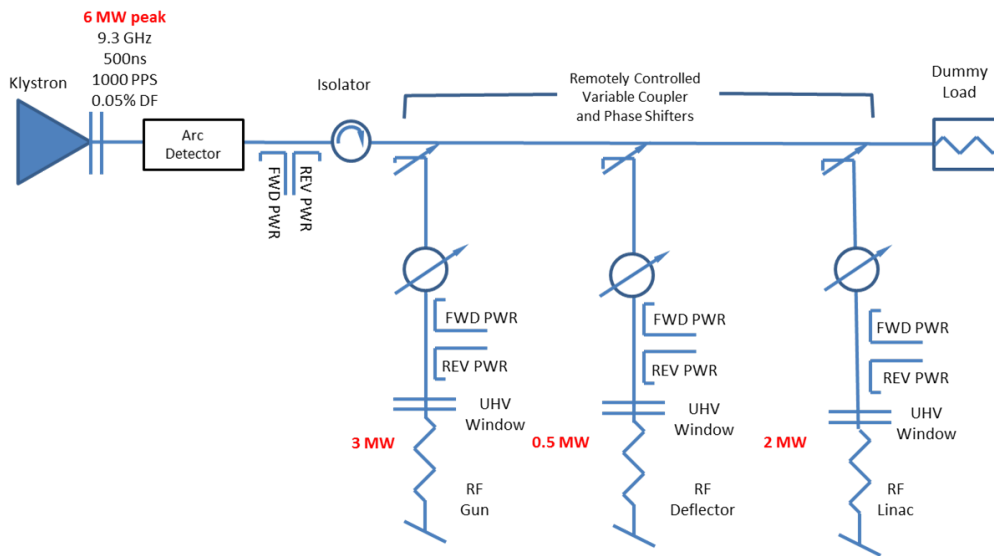 6 MW peak
9.3 GHz
500ns
1000 PPS
0.05% DF
Klystron
Arc
Detector
FWD PWR
REV PWR
Isolator
Remotely Controlled
Variable Coupler
and Phase Shifters
Dummy
Load
FWD PWR
REV PWR
UHV
Window
3 MW
RF
Gun
FWD PWR
REV PWR
UHV
Window
0.5 MW
RF
Deflector
FWD PWR
REV PWR
UHV
Window
2 MW
RF
Linac